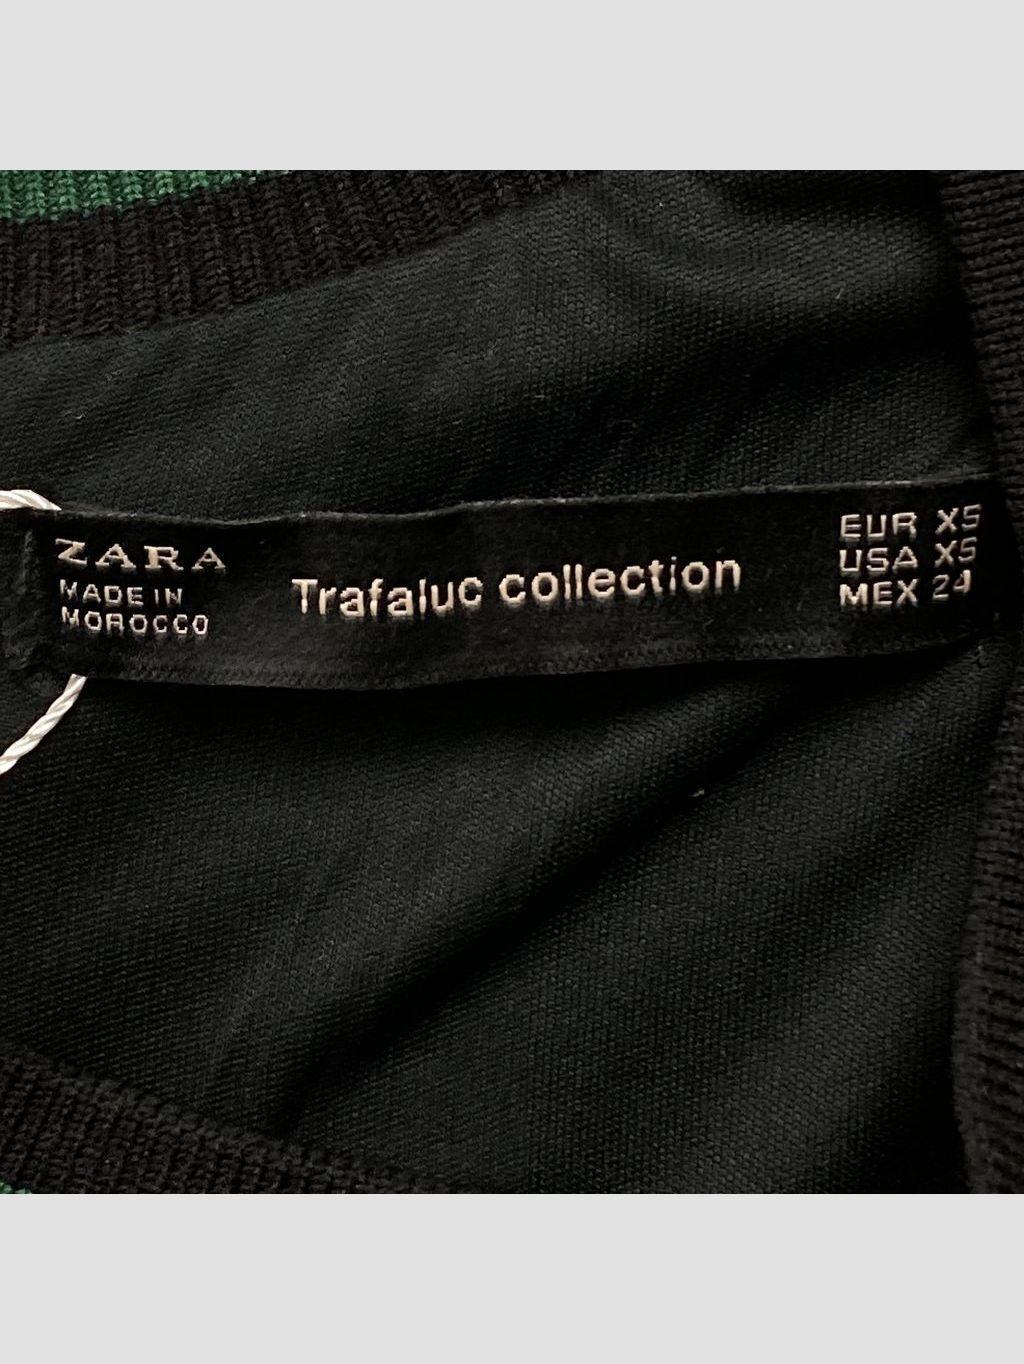 ZARA
MADE IN
MOROCCO
Trafaluc collection
EUR XS
USA XS
MEX 24